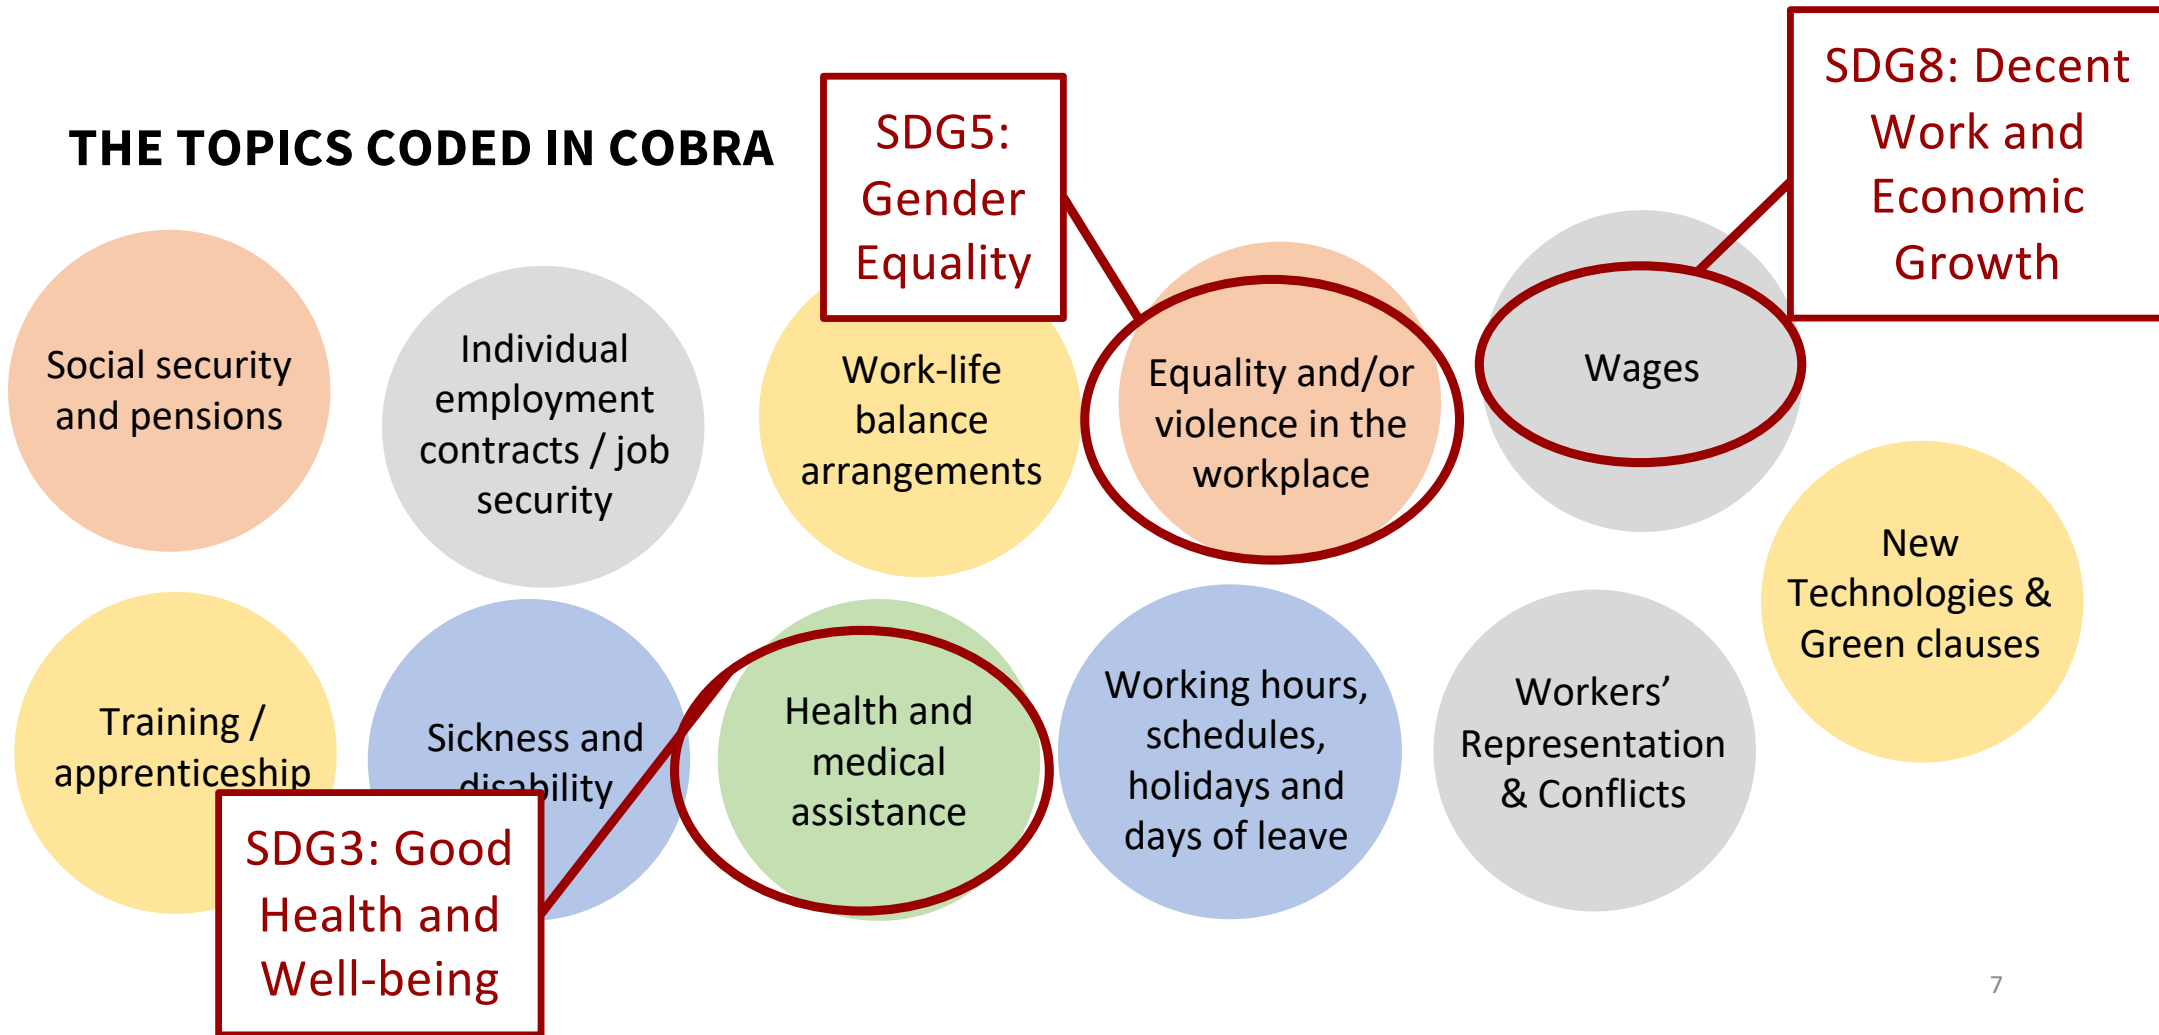 THE TOPICS CODED IN COBRA
SDG5:
Gender
Equality
SDG8: Decent
Work and
Economic
Growth
Social security
and pensions
Individual
employment
contracts / job
security
Work-life
balance
arrangements
Equality and/or
violence in the
workplace
Wages
New
Technologies &
Green clauses
Training /
apprenticeship
Sickness and
disability
Health and
medical
assistance
Working hours,
schedules,
holidays and
days of leave
Workers’
Representation
& Conflicts
SDG3: Good
Health and
Well-being
7